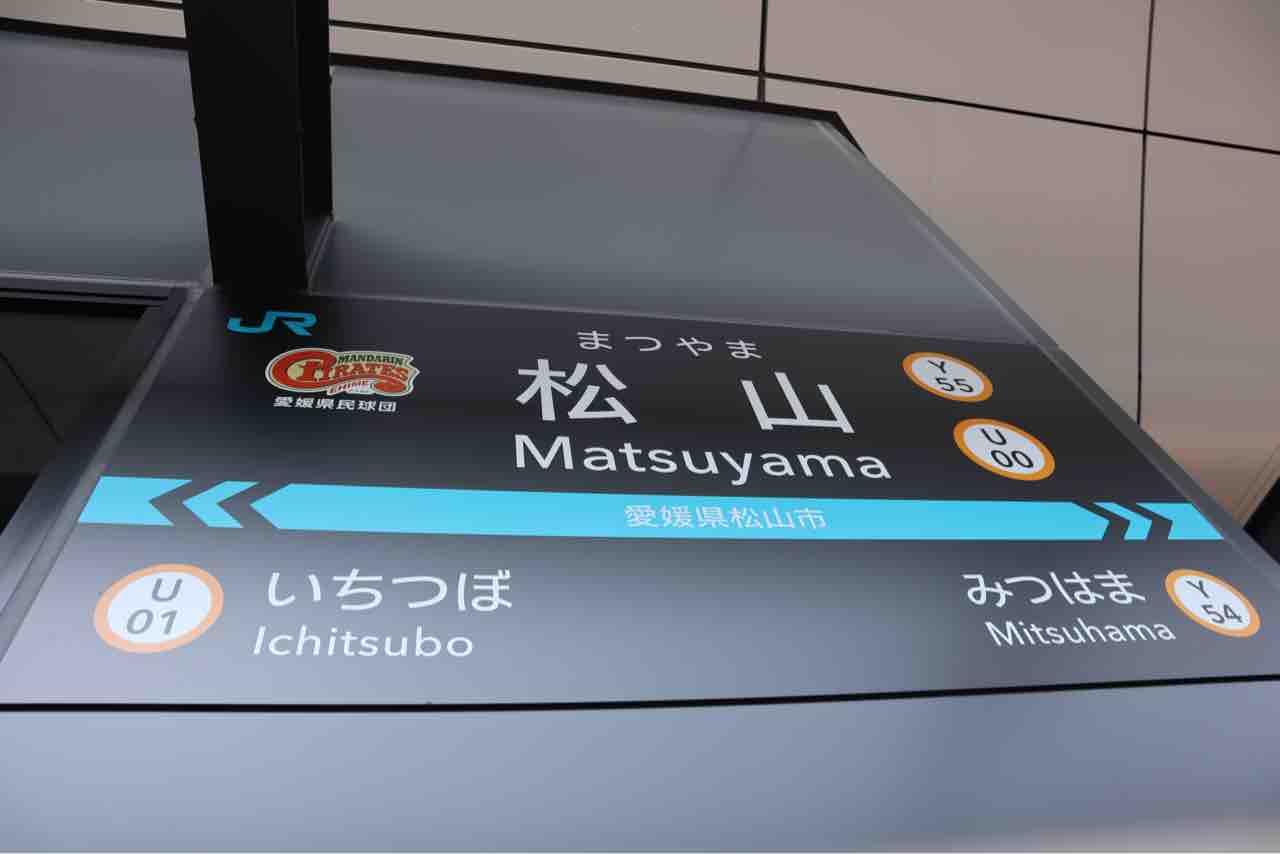 JR
まつやま
MANDARIN
PIRATES
EHIME
愛媛県民球団
松山
Matsuyama
Y
55
U
00
愛媛県松山市
U
01
いちつぼ
Ichitsubo
みつはま
Mitsuhama
Y
54